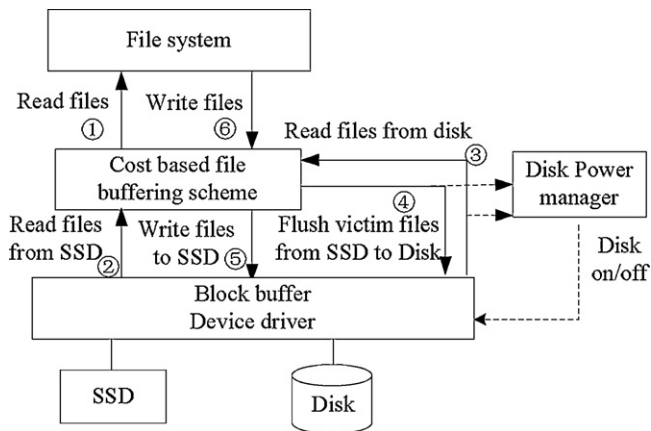 File system
Read files
①
Write files
⑥
Read files from disk
③
Cost based file
buffering scheme
Disk Power
manager
④
Read files
from SSD
②
Write files
to SSD ⑤
Flush victim files
from SSD to Disk
Disk
on/off
Block buffer
Device driver
SSD
Disk